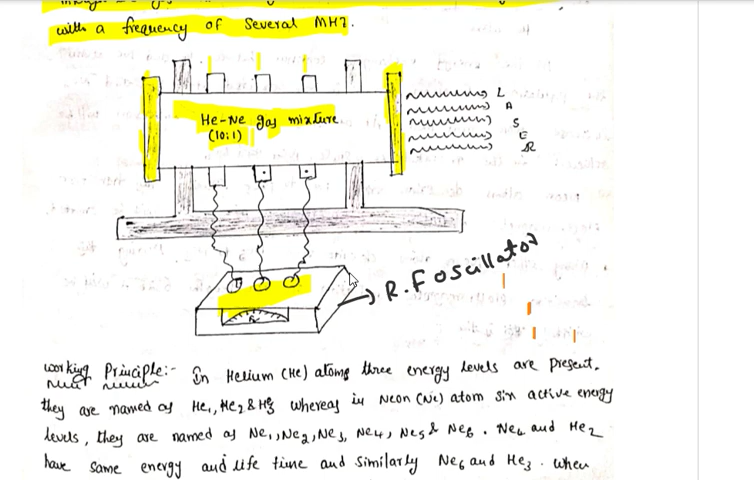 with a frequency of several MHz.
He-Ne gas mixture
(10:1)
L
A
S
E
R
R.F oscillator
working Principle:- In Helium (He) atoms three energy levels are present.
they are named as He₁, He₂ & He₃ whereas in Neon (Ne) atom six active energy
levels, they are named as Ne₁, Ne₂, Ne₃, Ne₄, Ne₅ & Ne₆. Ne₄ and He₂
have same energy and life time and similarly Ne₆ and He₃. When